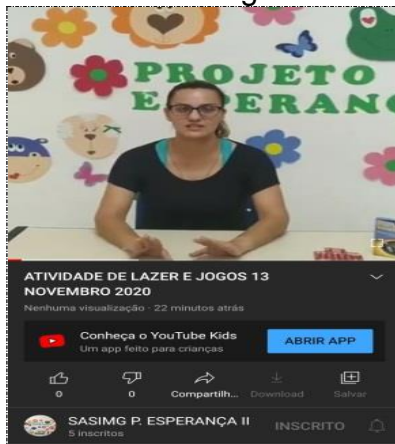 PROJETO
ESPERANÇ
ATIVIDADE DE LAZER E JOGOS 13
NOVEMBRO 2020
Nenhuma visualização · 22 minutos atrás
Conheça o YouTube Kids
Um app feito para crianças
ABRIR APP
0
0
Compartilh...
Download
Salvar
SASIMG P. ESPERANÇA II
5 inscritos
INSCRITO